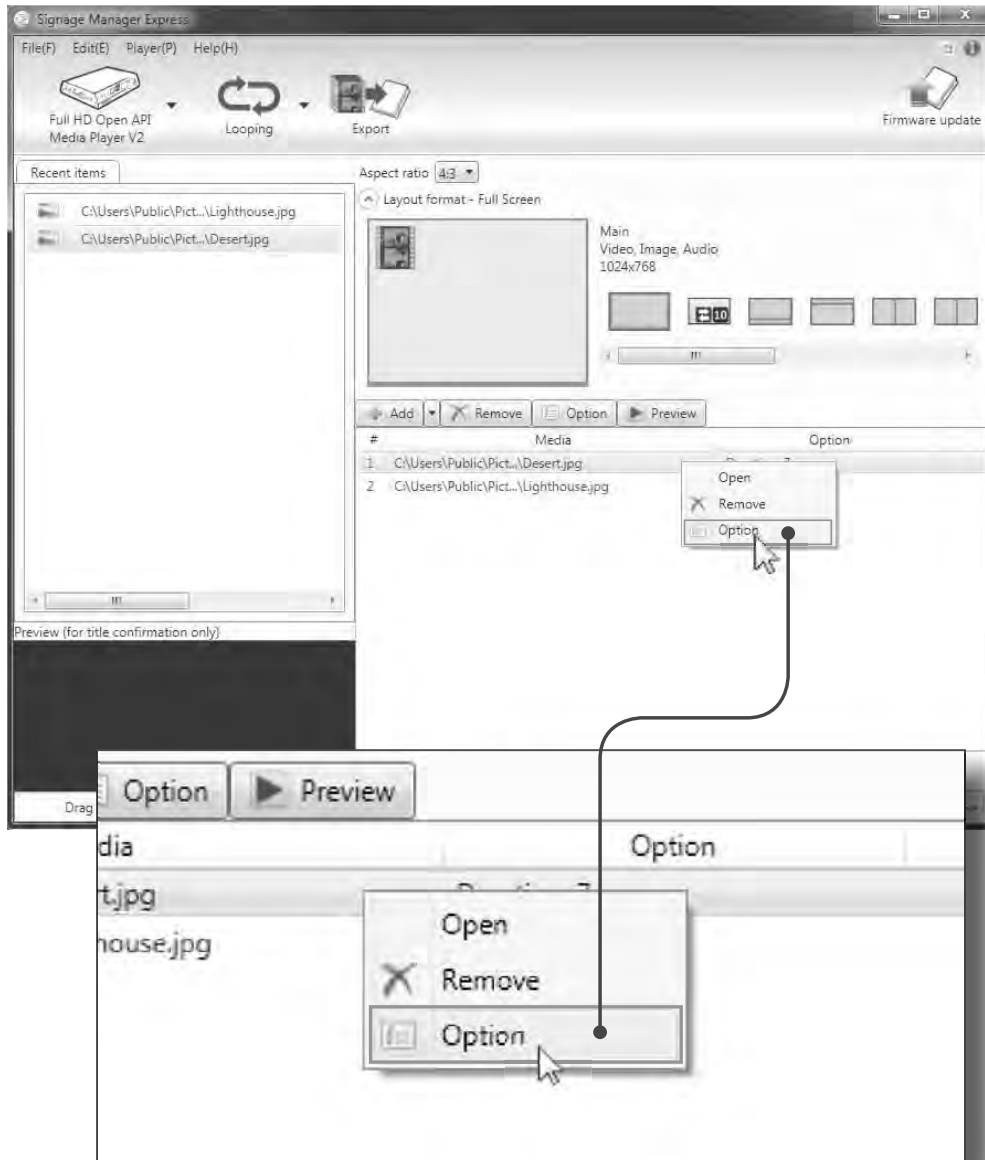 Signage Manager Express
File(F) Edit(E) Player(P) Help(H)
Full HD Open API
Media Player V2
Looping
Export
Firmware update
Recent items
C:\Users\Public\Pict...\Lighthouse.jpg
C:\Users\Public\Pict...\Desert.jpg
Aspect ratio 4:3
Layout format - Full Screen
Main
Video, Image, Audio
1024x768
10
Add Remove Option Preview
# Media Option
1 C:\Users\Public\Pict...\Desert.jpg
2 C:\Users\Public\Pict...\Lighthouse.jpg
Open
Remove
Option
Preview (for title confirmation only)
Drag
Option Preview
dia Option
rt.jpg
house.jpg
Open
Remove
Option